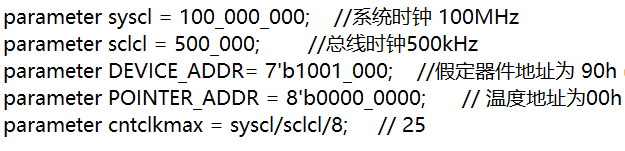 parameter syscl = 100_000_000; //系统时钟 100MHz
parameter sclcl = 500_000; //总线时钟500kHz
parameter DEVICE_ADDR= 7'b1001_000; //假定器件地址为 90h
parameter POINTER_ADDR = 8'b0000_0000; // 温度地址为00h
parameter cntclkmax = syscl/sclcl/8; // 25